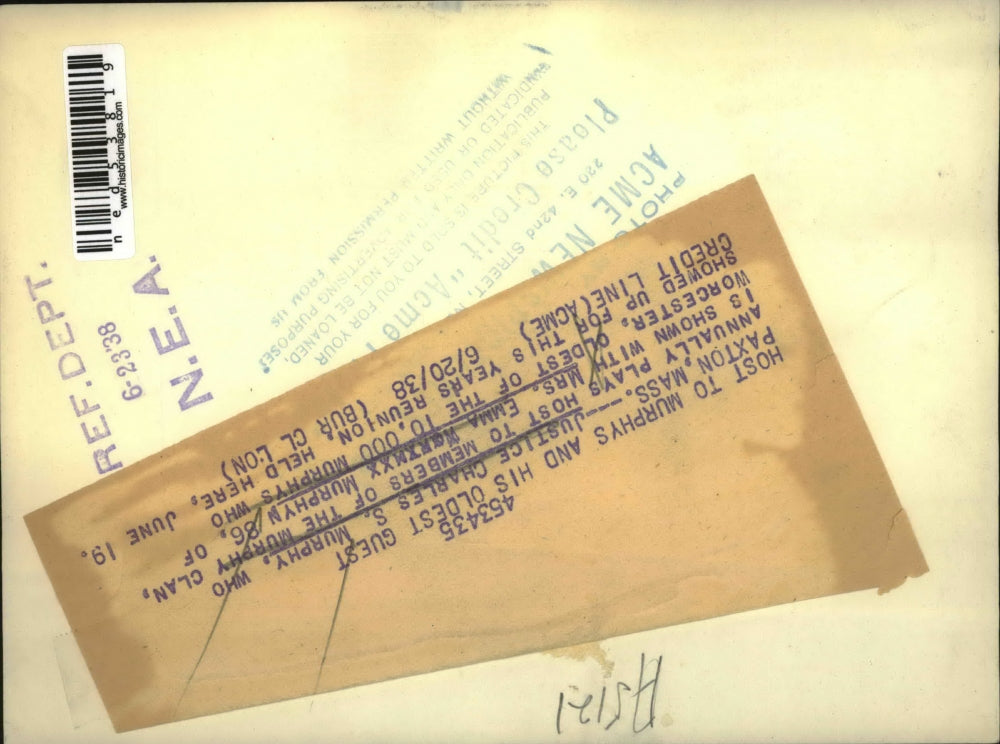 ned53819
www.historicimages.com
REF. DEPT.
6-23-38
N.E.A.
PHOTO
ACME NEW
220 E. 42nd STREET,
Please Credit "Acme
THIS PICTURE IS SOLD TO YOU FOR YOUR
PUBLICATION ONLY AND MUST NOT BE LOANED,
SYNDICATED OR USED FOR ADVERTISING PURPOSES
WITHOUT WRITTEN PERMISSION FROM US
453435
HOST TO MURPHYS AND HIS OLDEST GUEST
PAXTON, MASS.---JUSTICE CHARLES S. MURPHY, WHO
ANNUALLY PLAYS HOST TO MEMBERS OF THE MURPHY CLAN,
IS SHOWN WITH MRS. EMMA MURPHYN 86, OF
WORCESTER, OLDEST OF THE 10,000 MURPHYS WHO
SHOWED UP FOR THIS YEARS REUNION HELD HERE, JUNE 19.
CREDIT LINE(ACME) 6/20/38 (BUR CL LON)